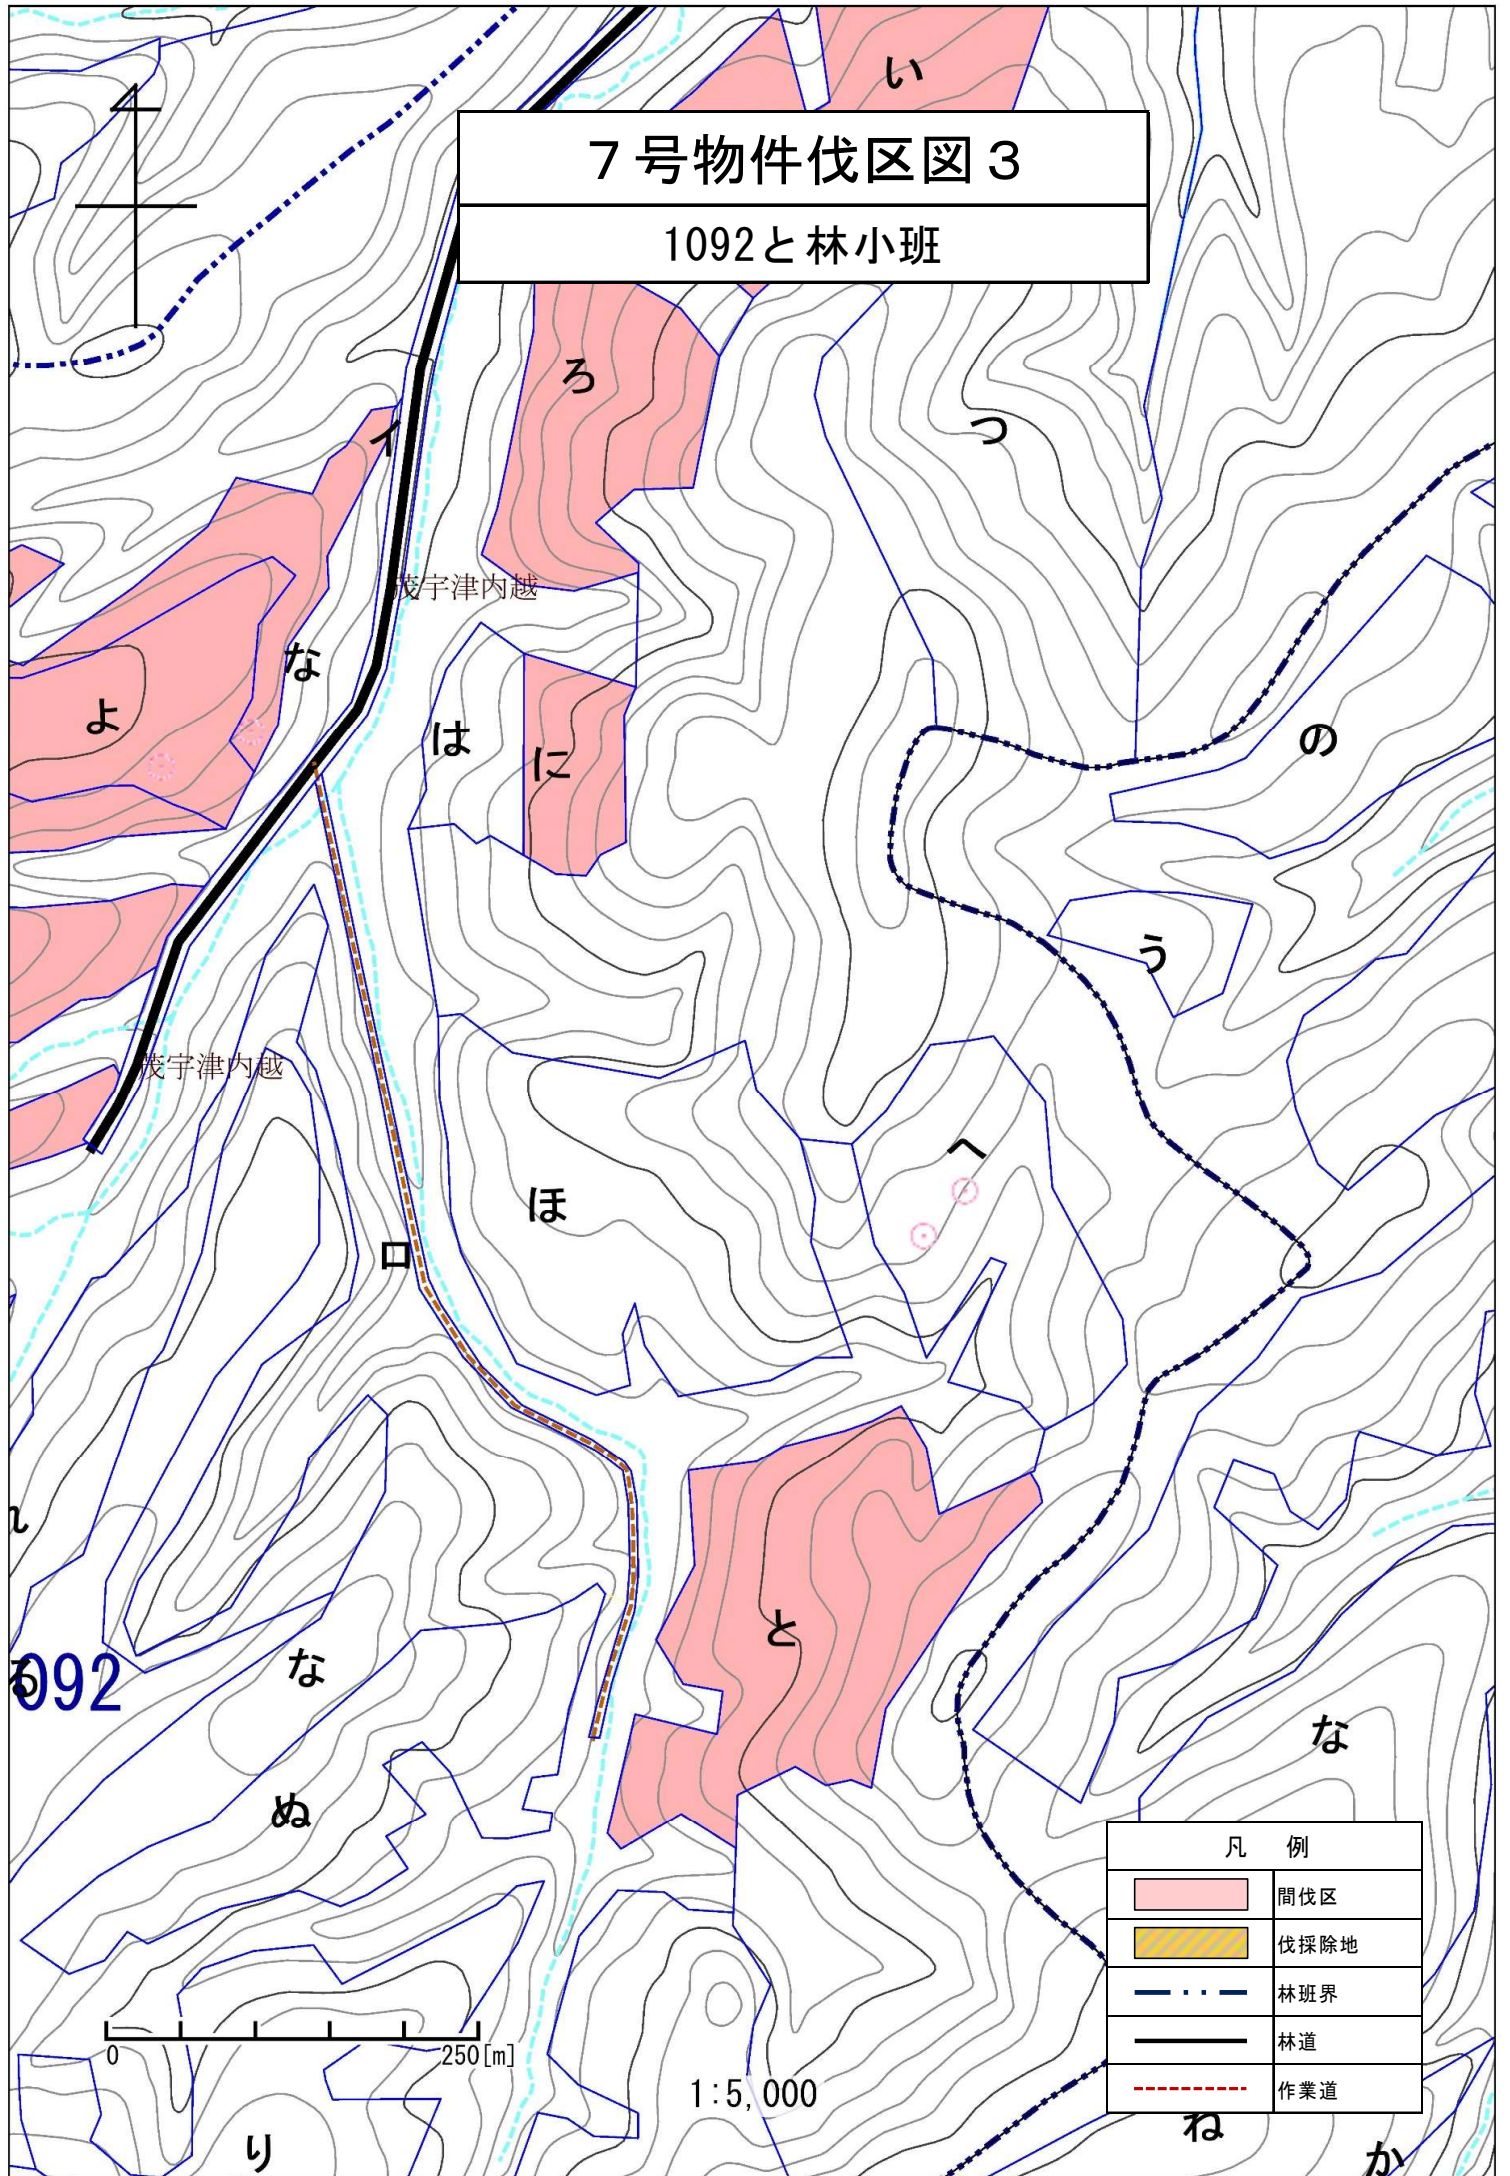 い
７号物件伐区図３
1092と林小班
ろ
イ
つ
茂宇津内越
な
よ
は
に
の
う
茂宇津内越
へ
ほ
ロ
と
な
092
る
な
ぬ
凡 例
間伐区
伐採除地
林班界
林道
作業道
0 250[m]
1:5,000
ね
り
か